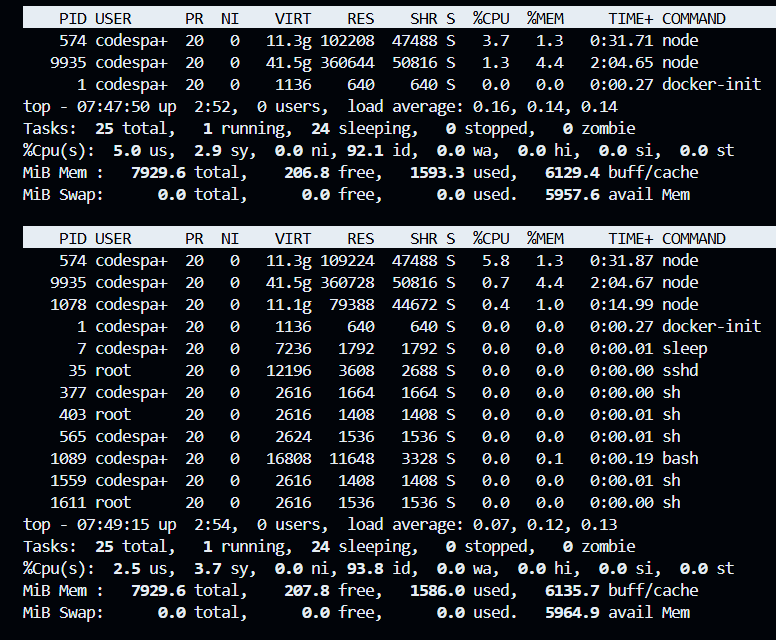 PID USER PR NI VIRT RES SHR S %CPU %MEM TIME+ COMMAND
574 codespa+ 20 0 11.3g 102208 47488 S 3.7 1.3 0:31.71 node
9935 codespa+ 20 0 41.5g 360644 50816 S 1.3 4.4 2:04.65 node
1 codespa+ 20 0 1136 640 640 S 0.0 0.0 0:00.27 docker-init
top - 07:47:50 up 2:52, 0 users, load average: 0.16, 0.14, 0.14
Tasks: 25 total, 1 running, 24 sleeping, 0 stopped, 0 zombie
%Cpu(s): 5.0 us, 2.9 sy, 0.0 ni, 92.1 id, 0.0 wa, 0.0 hi, 0.0 si, 0.0 st
MiB Mem : 7929.6 total, 206.8 free, 1593.3 used, 6129.4 buff/cache
MiB Swap: 0.0 total, 0.0 free, 0.0 used. 5957.6 avail Mem
PID USER PR NI VIRT RES SHR S %CPU %MEM TIME+ COMMAND
574 codespa+ 20 0 11.3g 109224 47488 S 5.8 1.3 0:31.87 node
9935 codespa+ 20 0 41.5g 360728 50816 S 0.7 4.4 2:04.67 node
1078 codespa+ 20 0 11.1g 79388 44672 S 0.4 1.0 0:14.99 node
1 codespa+ 20 0 1136 640 640 S 0.0 0.0 0:00.27 docker-init
7 codespa+ 20 0 7236 1792 1792 S 0.0 0.0 0:00.01 sleep
35 root 20 0 12196 3608 2688 S 0.0 0.0 0:00.00 sshd
377 codespa+ 20 0 2616 1664 1664 S 0.0 0.0 0:00.00 sh
403 root 20 0 2616 1408 1408 S 0.0 0.0 0:00.01 sh
565 codespa+ 20 0 2624 1536 1536 S 0.0 0.0 0:00.01 sh
1089 codespa+ 20 0 16808 11648 3328 S 0.0 0.1 0:00.19 bash
1559 codespa+ 20 0 2616 1408 1408 S 0.0 0.0 0:00.01 sh
1611 root 20 0 2616 1536 1536 S 0.0 0.0 0:00.00 sh
top - 07:49:15 up 2:54, 0 users, load average: 0.07, 0.12, 0.13
Tasks: 25 total, 1 running, 24 sleeping, 0 stopped, 0 zombie
%Cpu(s): 2.5 us, 3.7 sy, 0.0 ni, 93.8 id, 0.0 wa, 0.0 hi, 0.0 si, 0.0 st
MiB Mem : 7929.6 total, 207.8 free, 1586.0 used, 6135.7 buff/cache
MiB Swap: 0.0 total, 0.0 free, 0.0 used. 5964.9 avail Mem